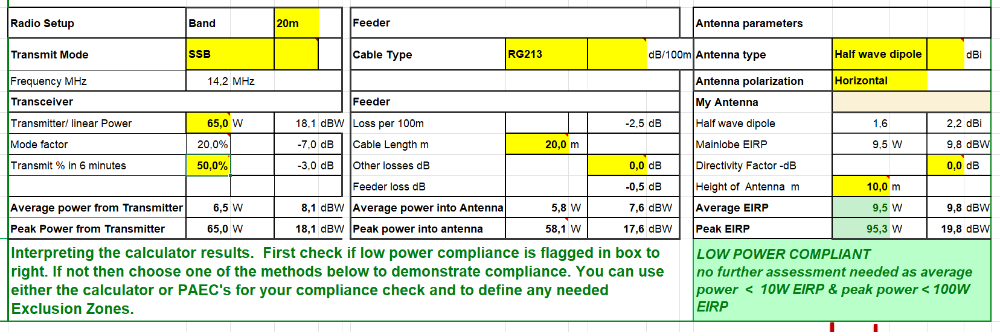 Radio Setup Band 20m Feeder Antenna parameters
Transmit Mode SSB Cable Type RG213 dB/100m Antenna type Half wave dipole dBi
Frequency MHz 14,2 MHz Antenna polarization Horizontal
Transceiver Feeder My Antenna
Transmitter/ linear Power 65,0 W 18,1 dBW Loss per 100m -2,5 dB Half wave dipole 1,6 2,2 dBi
Mode factor 20,0% -7,0 dB Cable Length m 20,0 m Mainlobe EIRP 9,5 W 9,8 dBW
Transmit % in 6 minutes 50,0% -3,0 dB Other losses dB 0,0 dB Directivity Factor -dB 0,0 dB
Feeder loss dB -0,5 dB Height of Antenna m 10,0 m
Average power from Transmitter 6,5 W 8,1 dBW Average power into Antenna 5,8 W 7,6 dBW Average EIRP 9,5 W 9,8 dBW
Peak Power from Transmitter 65,0 W 18,1 dBW Peak power into antenna 58,1 W 17,6 dBW Peak EIRP 95,3 W 19,8 dBW
Interpreting the calculator results. First check if low power compliance is flagged in box to
right. If not then choose one of the methods below to demonstrate compliance. You can use
either the calculator or PAEC's for your compliance check and to define any needed
Exclusion Zones.
LOW POWER COMPLIANT
no further assessment needed as average
power < 10W EIRP & peak power < 100W
EIRP